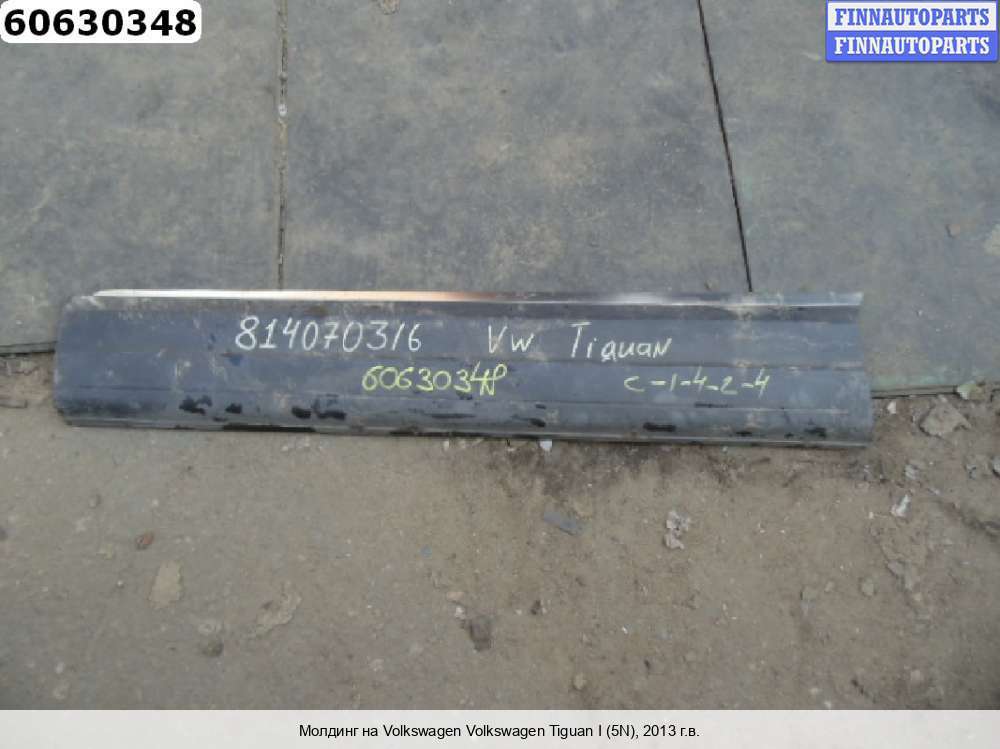 60630348
FINNAUTOPARTS
FINNAUTOPARTS
814070316 VW Tiguan
60630348 c-1-4-2-4
Молдинг на Volkswagen Volkswagen Tiguan I (5N), 2013 г.в.